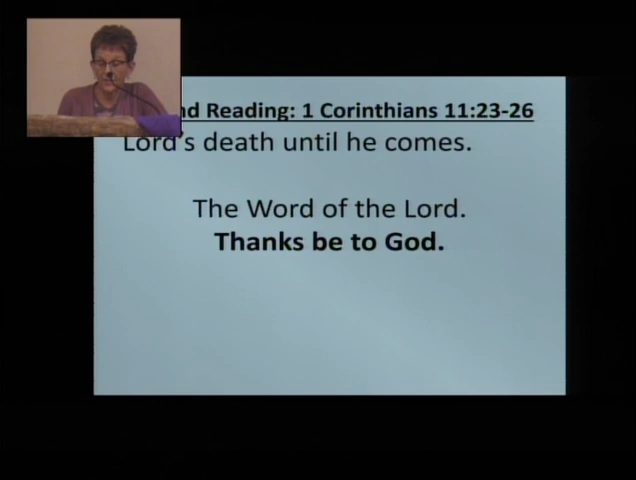 nd Reading: 1 Corinthians 11:23-26
Lord's death until he comes.
The Word of the Lord.
Thanks be to God.